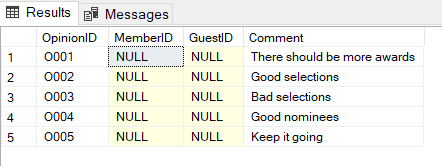 Results Messages
OpinionID MemberID GuestID Comment
1 O001 NULL NULL There should be more awards
2 O002 NULL NULL Good selections
3 O003 NULL NULL Bad selections
4 O004 NULL NULL Good nominees
5 O005 NULL NULL Keep it going